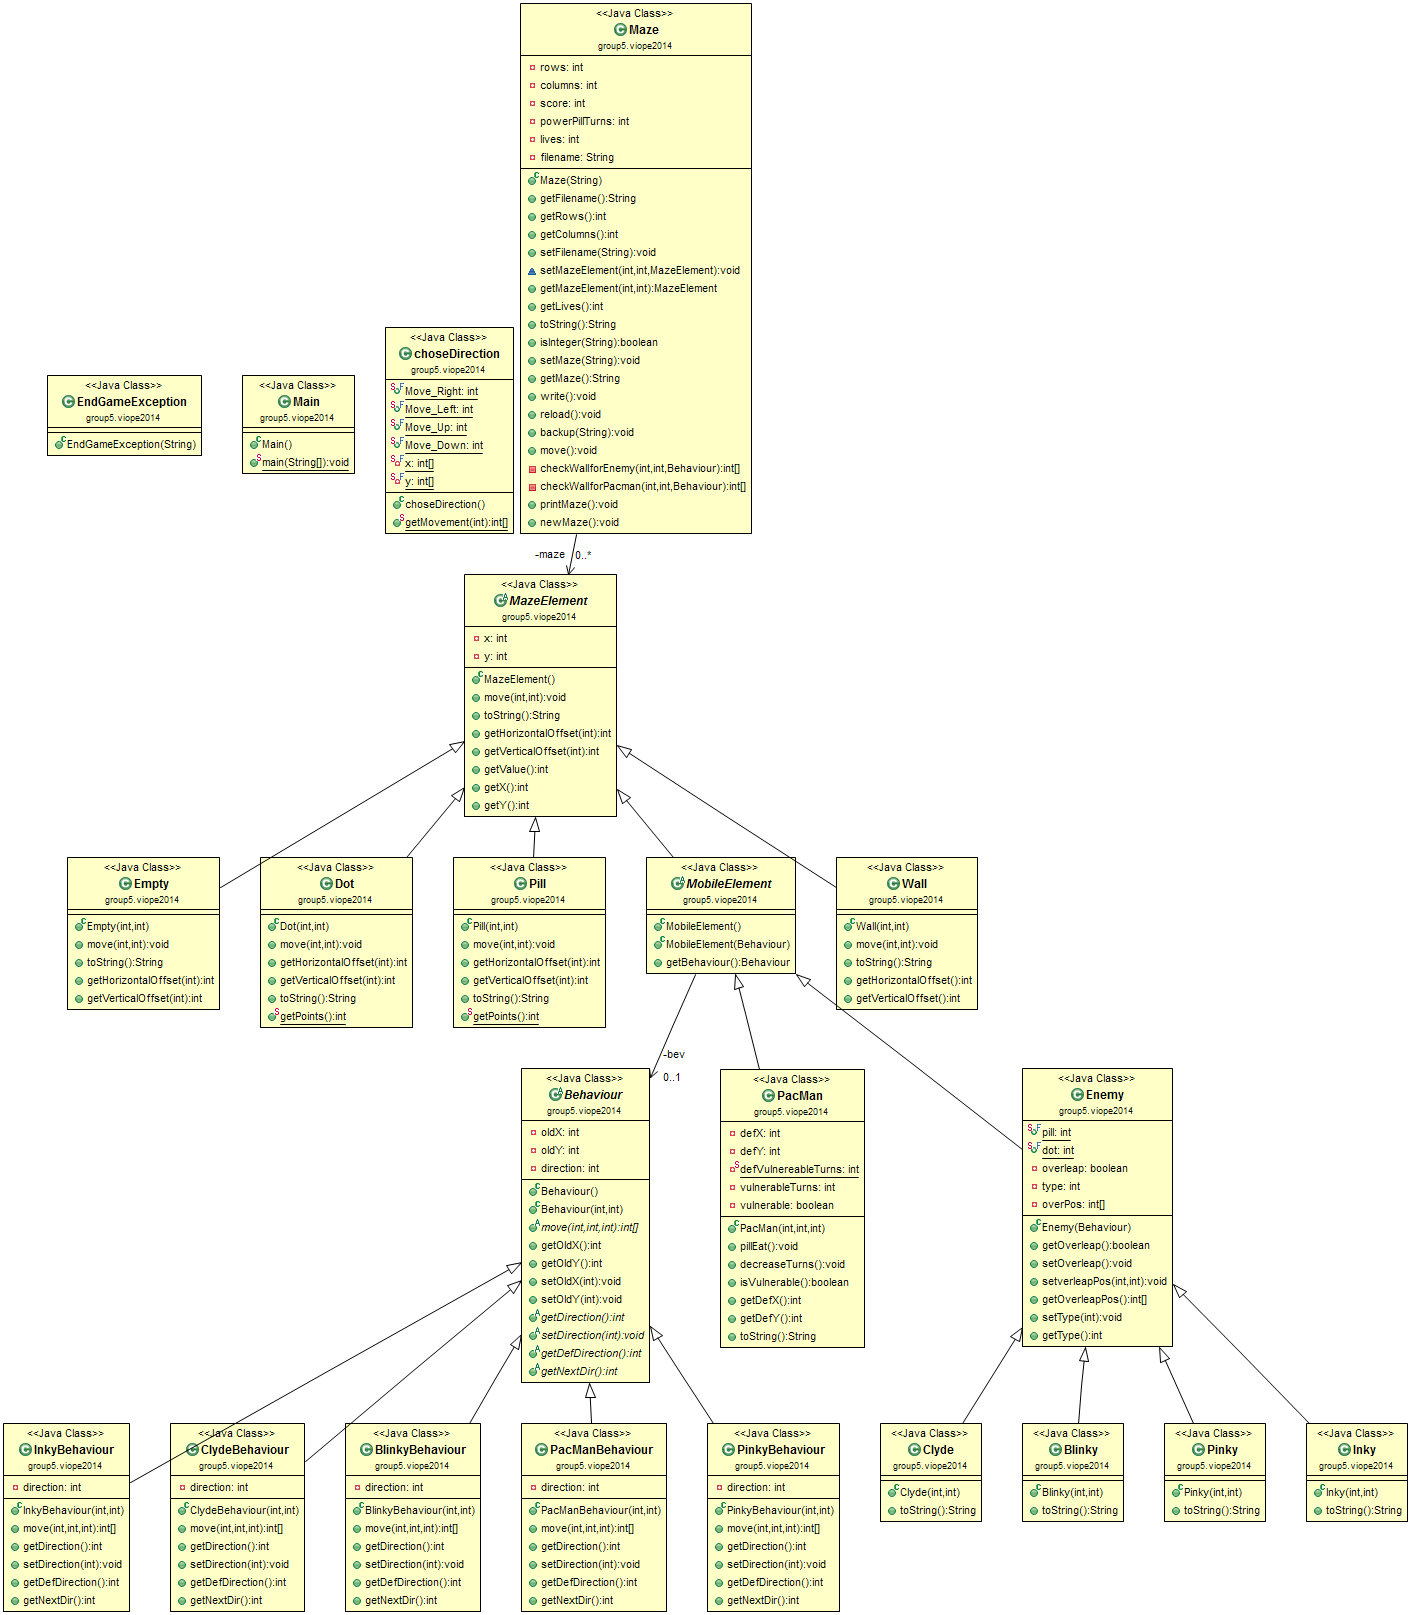 <<Java Class>>
Maze
group5.viope2014
rows: int
columns: int
score: int
powerPillTurns: int
lives: int
filename: String
Maze(String)
getFilename():String
getRows():int
getColumns():int
setFilename(String):void
setMazeElement(int,int,MazeElement):void
getMazeElement(int,int):MazeElement
getLives():int
toString():String
isInteger(String):boolean
setMaze(String):void
getMaze():String
write():void
reload():void
backup(String):void
move():void
checkWallforEnemy(int,int,Behaviour):int[]
checkWallforPacman(int,int,Behaviour):int[]
printMaze():void
newMaze():void
<<Java Class>>
choseDirection
group5.viope2014
Move_Right: int
Move_Left: int
Move_Up: int
Move_Down: int
x: int[]
y: int[]
choseDirection()
getMovement(int):int[]
<<Java Class>>
EndGameException
group5.viope2014
EndGameException(String)
<<Java Class>>
Main
group5.viope2014
Main()
main(String[]):void
-maze 0..*
<<Java Class>>
MazeElement
group5.viope2014
x: int
y: int
MazeElement()
move(int,int):void
toString():String
getHorizontalOffset(int):int
getVerticalOffset(int):int
getValue():int
getX():int
getY():int
<<Java Class>>
Empty
group5.viope2014
Empty(int,int)
move(int,int):void
toString():String
getHorizontalOffset(int):int
getVerticalOffset(int):int
<<Java Class>>
Dot
group5.viope2014
Dot(int,int)
move(int,int):void
getHorizontalOffset(int):int
getVerticalOffset(int):int
toString():String
getPoints():int
<<Java Class>>
Pill
group5.viope2014
Pill(int,int)
move(int,int):void
getHorizontalOffset(int):int
getVerticalOffset(int):int
toString():String
getPoints():int
<<Java Class>>
MobileElement
group5.viope2014
MobileElement()
MobileElement(Behaviour)
getBehaviour():Behaviour
<<Java Class>>
Wall
group5.viope2014
Wall(int,int)
move(int,int):void
toString():String
getHorizontalOffset():int
getVerticalOffset():int
-bev
0..1
<<Java Class>>
Behaviour
group5.viope2014
oldX: int
oldY: int
direction: int
Behaviour()
Behaviour(int,int)
move(int,int,int):int[]
getOldX():int
getOldY():int
setOldX(int):void
setOldY(int):void
getDirection():int
setDirection(int):void
getDefDirection():int
getNextDir():int
<<Java Class>>
PacMan
group5.viope2014
defX: int
defY: int
defVulnereableTurns: int
vulnerableTurns: int
vulnerable: boolean
PacMan(int,int,int)
pillEat():void
decreaseTurns():void
isVulnerable():boolean
getDefX():int
getDefY():int
toString():String
<<Java Class>>
Enemy
group5.viope2014
pill: int
dot: int
overleap: boolean
type: int
overPos: int[]
Enemy(Behaviour)
getOverleap():boolean
setOverleap():void
setverleapPos(int,int):void
getOverleapPos():int[]
setType(int):void
getType():int
<<Java Class>>
InkyBehaviour
group5.viope2014
direction: int
InkyBehaviour(int,int)
move(int,int,int):int[]
getDirection():int
setDirection(int):void
getDefDirection():int
getNextDir():int
<<Java Class>>
ClydeBehaviour
group5.viope2014
direction: int
ClydeBehaviour(int,int)
move(int,int,int):int[]
getDirection():int
setDirection(int):void
getDefDirection():int
getNextDir():int
<<Java Class>>
BlinkyBehaviour
group5.viope2014
direction: int
BlinkyBehaviour(int,int)
move(int,int,int):int[]
getDirection():int
setDirection(int):void
getDefDirection():int
getNextDir():int
<<Java Class>>
PacManBehaviour
group5.viope2014
direction: int
PacManBehaviour(int,int)
move(int,int,int):int[]
getDirection():int
setDirection(int):void
getDefDirection():int
getNextDir():int
<<Java Class>>
PinkyBehaviour
group5.viope2014
direction: int
PinkyBehaviour(int,int)
move(int,int,int):int[]
getDirection():int
setDirection(int):void
getDefDirection():int
getNextDir():int
<<Java Class>>
Clyde
group5.viope2014
Clyde(int,int)
toString():String
<<Java Class>>
Blinky
group5.viope2014
Blinky(int,int)
toString():String
<<Java Class>>
Pinky
group5.viope2014
Pinky(int,int)
toString():String
<<Java Class>>
Inky
group5.viope2014
Inky(int,int)
toString():String